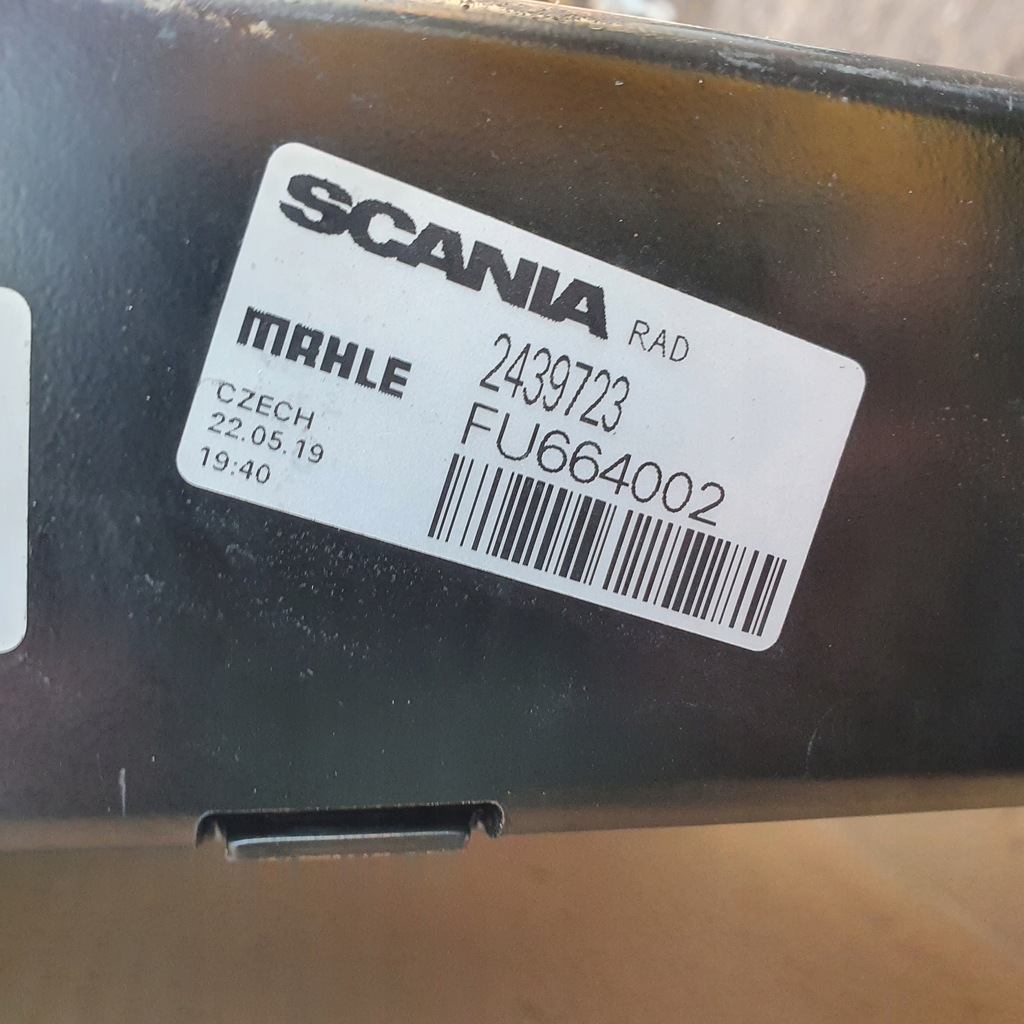 SCANIA RAD
MAHLE
2439723
CZECH
FU664002
22.05.19
19:40